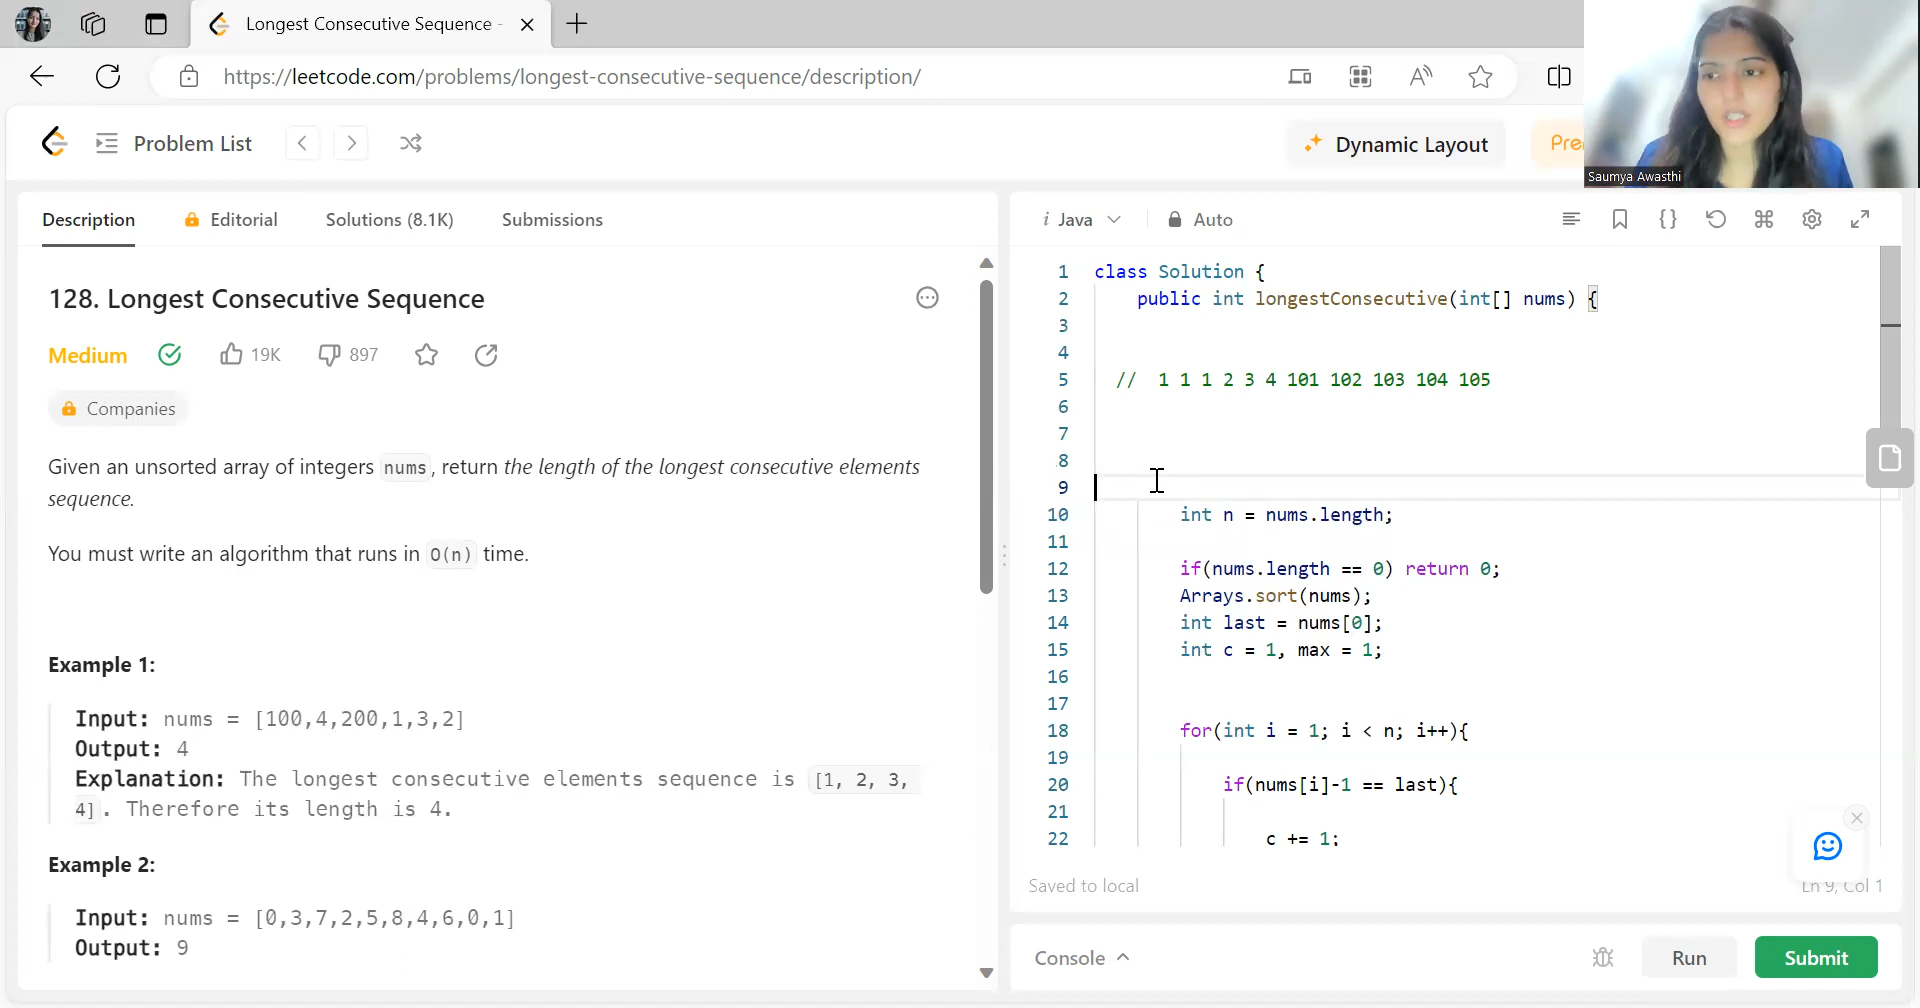 Longest Consecutive Sequence -
https://leetcode.com/problems/longest-consecutive-sequence/description/
Problem List
Dynamic Layout
Saumya Awasthi
Description
Editorial
Solutions (8.1K)
Submissions
128. Longest Consecutive Sequence
Medium
19K
897
Companies
Given an unsorted array of integers nums, return the length of the longest consecutive elements
sequence.
You must write an algorithm that runs in O(n) time.
Example 1:
Input: nums = [100,4,200,1,3,2]
Output: 4
Explanation: The longest consecutive elements sequence is [1, 2, 3,
4]. Therefore its length is 4.
Example 2:
Input: nums = [0,3,7,2,5,8,4,6,0,1]
Output: 9
i Java
Auto
1 class Solution {
2 public int longestConsecutive(int[] nums) {
3
4
5 // 1 1 1 2 3 4 101 102 103 104 105
6
7
8
9
10 int n = nums.length;
11
12 if(nums.length == 0) return 0;
13 Arrays.sort(nums);
14 int last = nums[0];
15 int c = 1, max = 1;
16
17
18 for(int i = 1; i < n; i++){
19
20 if(nums[i]-1 == last){
21
22 c += 1;
Saved to local
Ln 9, Col 1
Console
Run
Submit